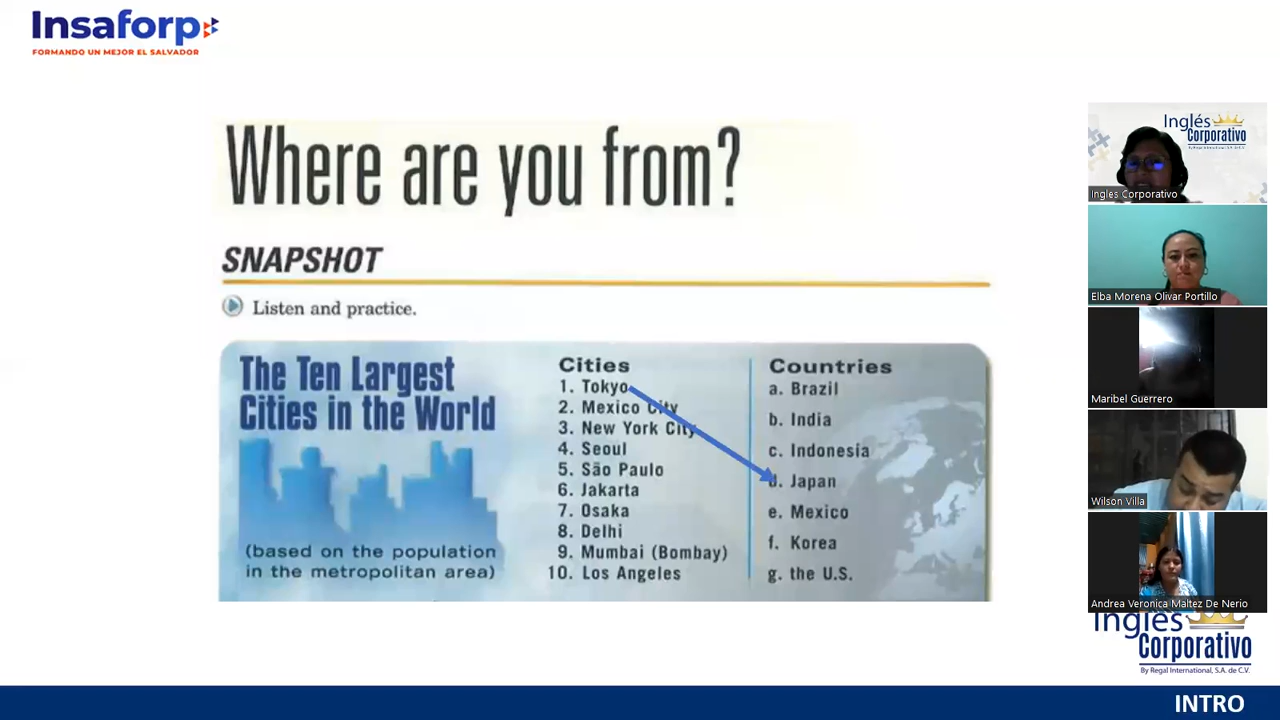 Insaforp
FORMANDO UN MEJOR EL SALVADOR
Where are you from?
SNAPSHOT
Listen and practice.
The Ten Largest
Cities in the World
(based on the population
in the metropolitan area)
Cities
1. Tokyo
2. Mexico City
3. New York City
4. Seoul
5. São Paulo
6. Jakarta
7. Osaka
8. Delhi
9. Mumbai (Bombay)
10. Los Angeles
Countries
a. Brazil
b. India
c. Indonesia
d. Japan
e. Mexico
f. Korea
g. the U.S.
Inglés
Corporativo
By Regal International, S.A. de C.V.
Ingles Corporativo
Elba Morena Olivar Portillo
Maribel Guerrero
Wilson Villa
Andrea Veronica Maltez De Nerio
Inglés
Corporativo
By Regal International, S.A. de C.V.
INTRO